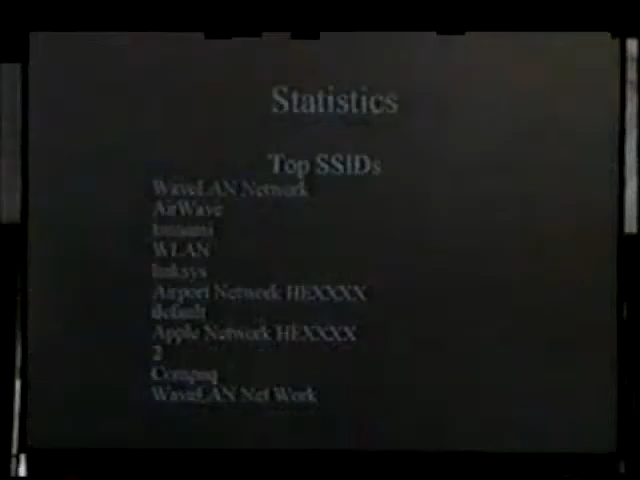 Statistics
Top SSIDs
WaveLAN Network
AirWave
tsunami
WLAN
linksys
Airport Network HEXXXX
default
Apple Network HEXXXX
2
Compaq
WaveLAN Net Work